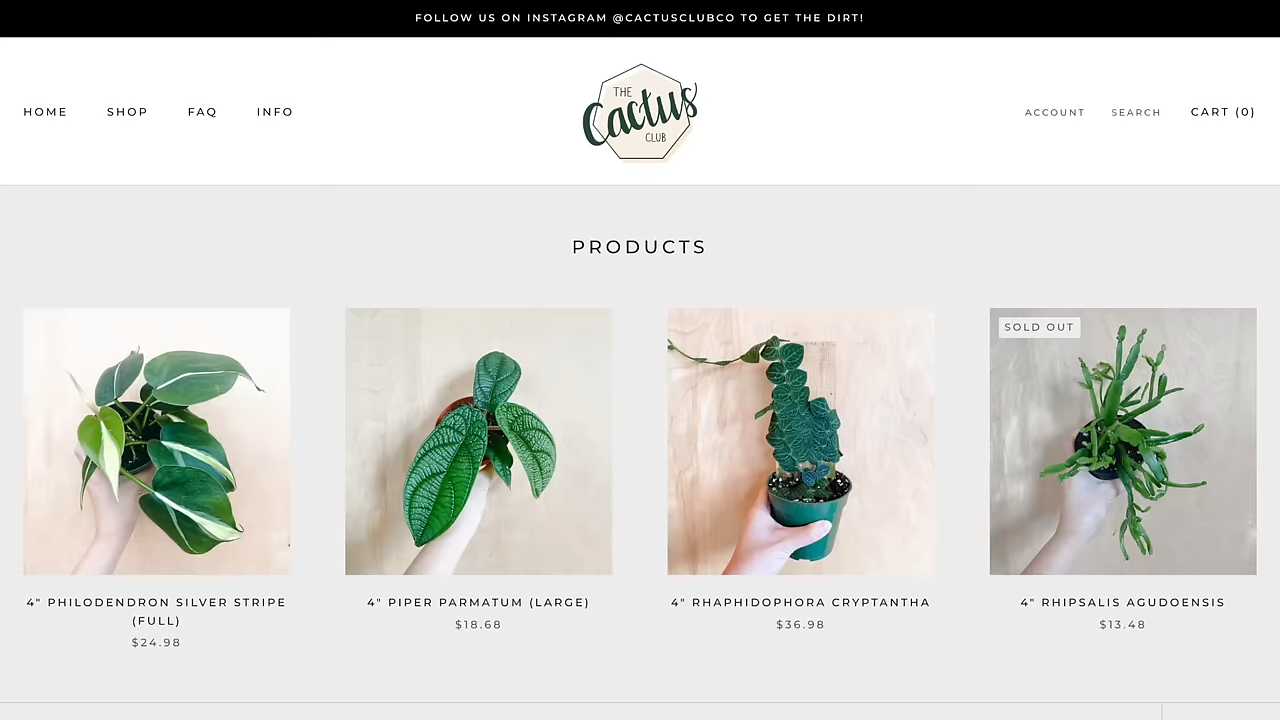 FOLLOW US ON INSTAGRAM @CACTUSCLUBCO TO GET THE DIRT!
HOME
SHOP
FAQ
INFO
THE
Cactus
CLUB
ACCOUNT
SEARCH
CART (0)
PRODUCTS
SOLD OUT
4" PHILODENDRON SILVER STRIPE
(FULL)
$24.98
4" PIPER PARMATUM (LARGE)
$18.68
4" RHAPHIDOPHORA CRYPTANTHA
$36.98
4" RHIPSALIS AGUDOENSIS
$13.48